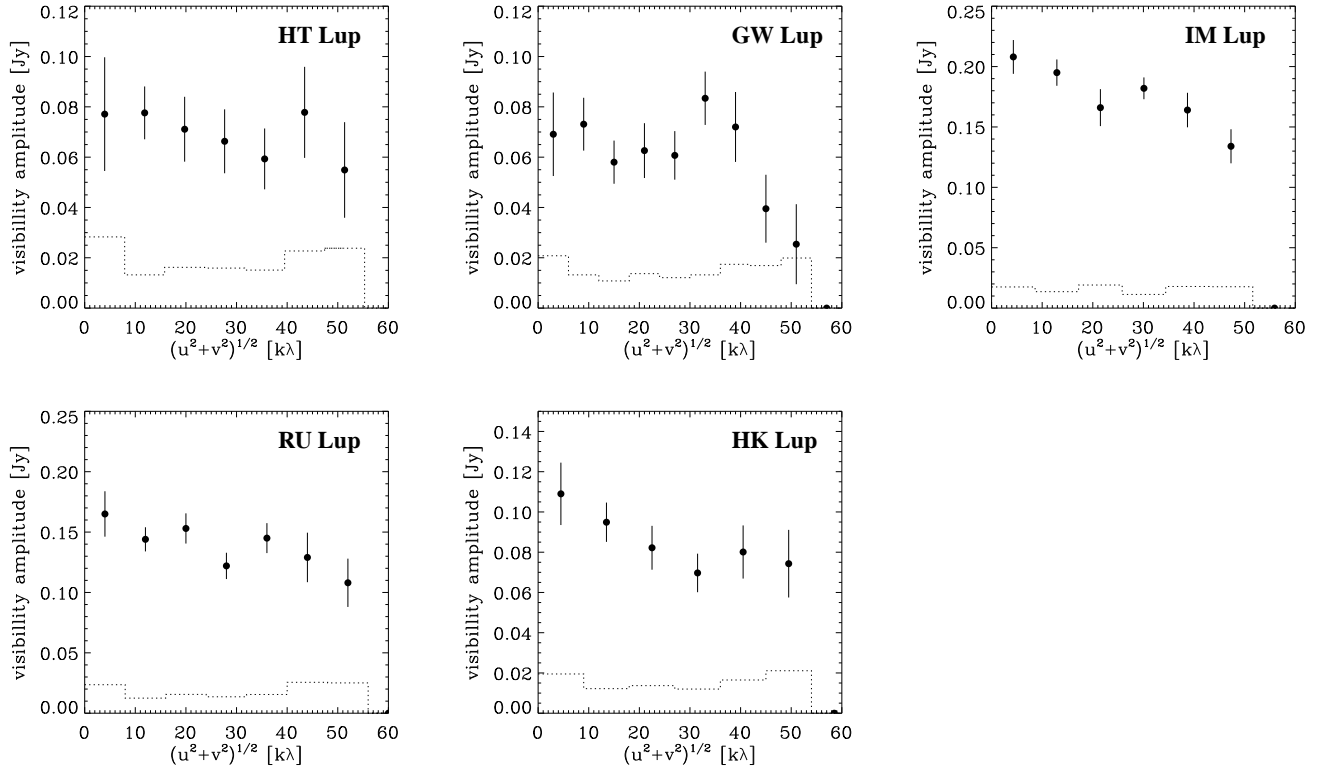 HT Lup
visibillity amplitude [Jy]
0.12
0.10
0.08
0.06
0.04
0.02
0.00
0 10 20 30 40 50 60
(u²+v²)^1/2 [kλ]
GW Lup
visibillity amplitude [Jy]
0.12
0.10
0.08
0.06
0.04
0.02
0.00
0 10 20 30 40 50 60
(u²+v²)^1/2 [kλ]
IM Lup
visibillity amplitude [Jy]
0.25
0.20
0.15
0.10
0.05
0.00
0 10 20 30 40 50 60
(u²+v²)^1/2 [kλ]
RU Lup
visibillity amplitude [Jy]
0.25
0.20
0.15
0.10
0.05
0.00
0 10 20 30 40 50 60
(u²+v²)^1/2 [kλ]
HK Lup
visibillity amplitude [Jy]
0.14
0.12
0.10
0.08
0.06
0.04
0.02
0.00
0 10 20 30 40 50 60
(u²+v²)^1/2 [kλ]